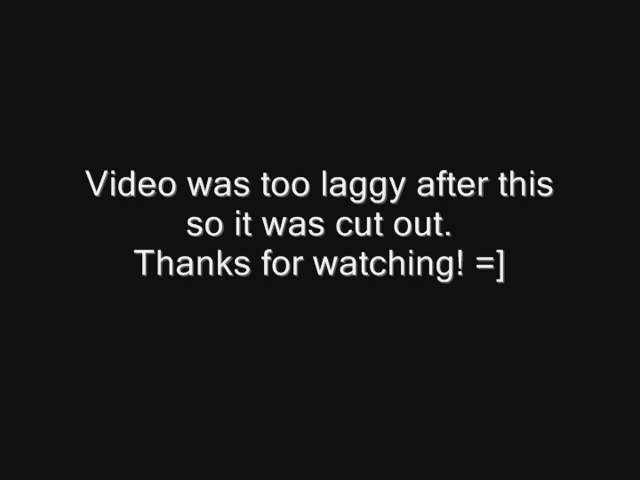 Video was too laggy after this
so it was cut out.
Thanks for watching! =]